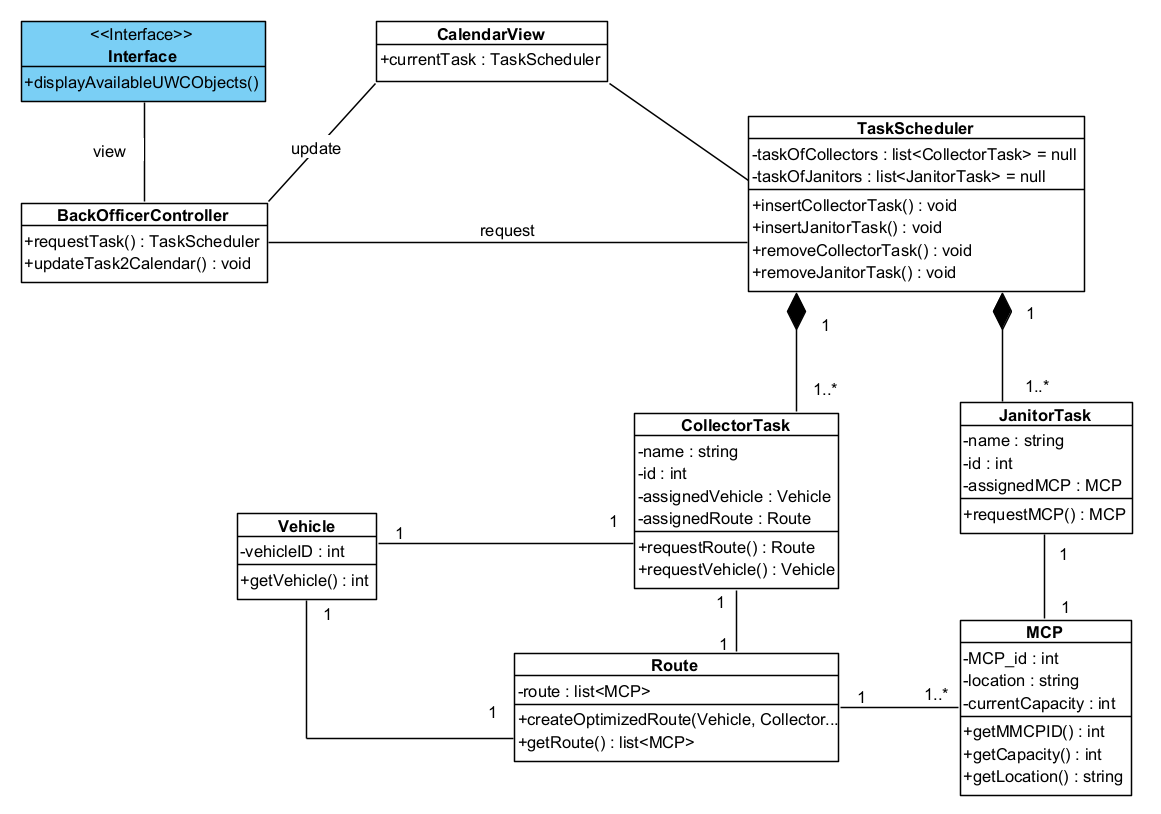 <<Interface>>
Interface
+displayAvailableUWCObjects()
CalendarView
+currentTask : TaskScheduler
view
update
TaskScheduler
-taskOfCollectors : list<CollectorTask> = null
-taskOfJanitors : list<JanitorTask> = null
+insertCollectorTask() : void
+insertJanitorTask() : void
+removeCollectorTask() : void
+removeJanitorTask() : void
BackOfficerController
+requestTask() : TaskScheduler
+updateTask2Calendar() : void
request
1
1
1..*
1..*
CollectorTask
-name : string
-id : int
-assignedVehicle : Vehicle
-assignedRoute : Route
+requestRoute() : Route
+requestVehicle() : Vehicle
JanitorTask
-name : string
-id : int
-assignedMCP : MCP
+requestMCP() : MCP
Vehicle
-vehicleID : int
+getVehicle() : int
1
1
1
1
1
1
1
1
Route
-route : list<MCP>
+createOptimizedRoute(Vehicle, Collector...
+getRoute() : list<MCP>
1
1..*
MCP
-MCP_id : int
-location : string
-currentCapacity : int
+getMMCPID() : int
+getCapacity() : int
+getLocation() : string